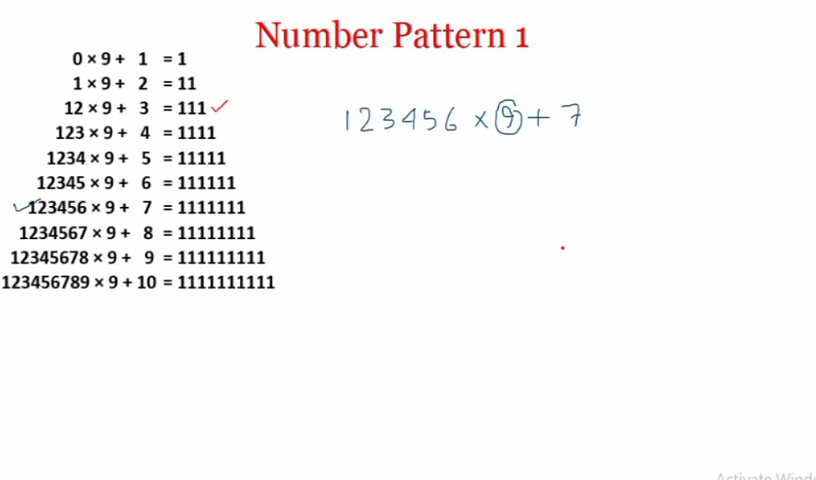 Number Pattern 1
0 × 9 + 1 = 1
1 × 9 + 2 = 11
12 × 9 + 3 = 111
123 × 9 + 4 = 1111
1234 × 9 + 5 = 11111
12345 × 9 + 6 = 111111
123456 × 9 + 7 = 1111111
1234567 × 9 + 8 = 11111111
12345678 × 9 + 9 = 111111111
123456789 × 9 + 10 = 1111111111
123456 × 9 + 7
Activate